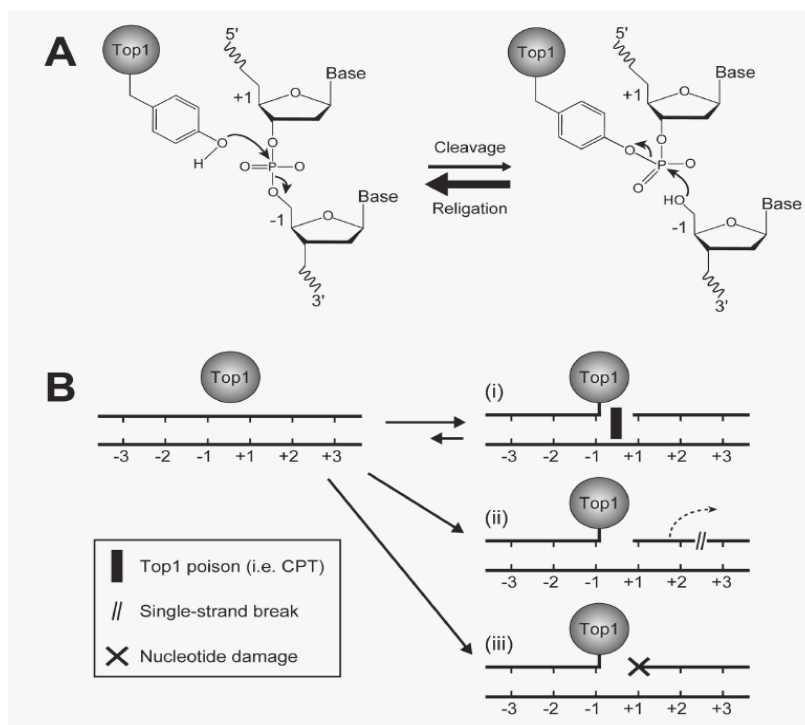 A
Top1
5'
Base
+1
O
O
H
O
O=P-O
O
Base
O
-1
3'
Cleavage
Religation
Top1
5'
Base
+1
O
O
O
P
O
O
HO
Base
O
-1
3'
B
Top1
-3 -2 -1 +1 +2 +3
(i)
Top1
-3 -2 -1 +1 +2 +3
(ii)
Top1
-3 -2 -1 +1 +2 +3
(iii)
Top1
-3 -2 -1 +1 +2 +3
Top1 poison (i.e. CPT)
Single-strand break
Nucleotide damage